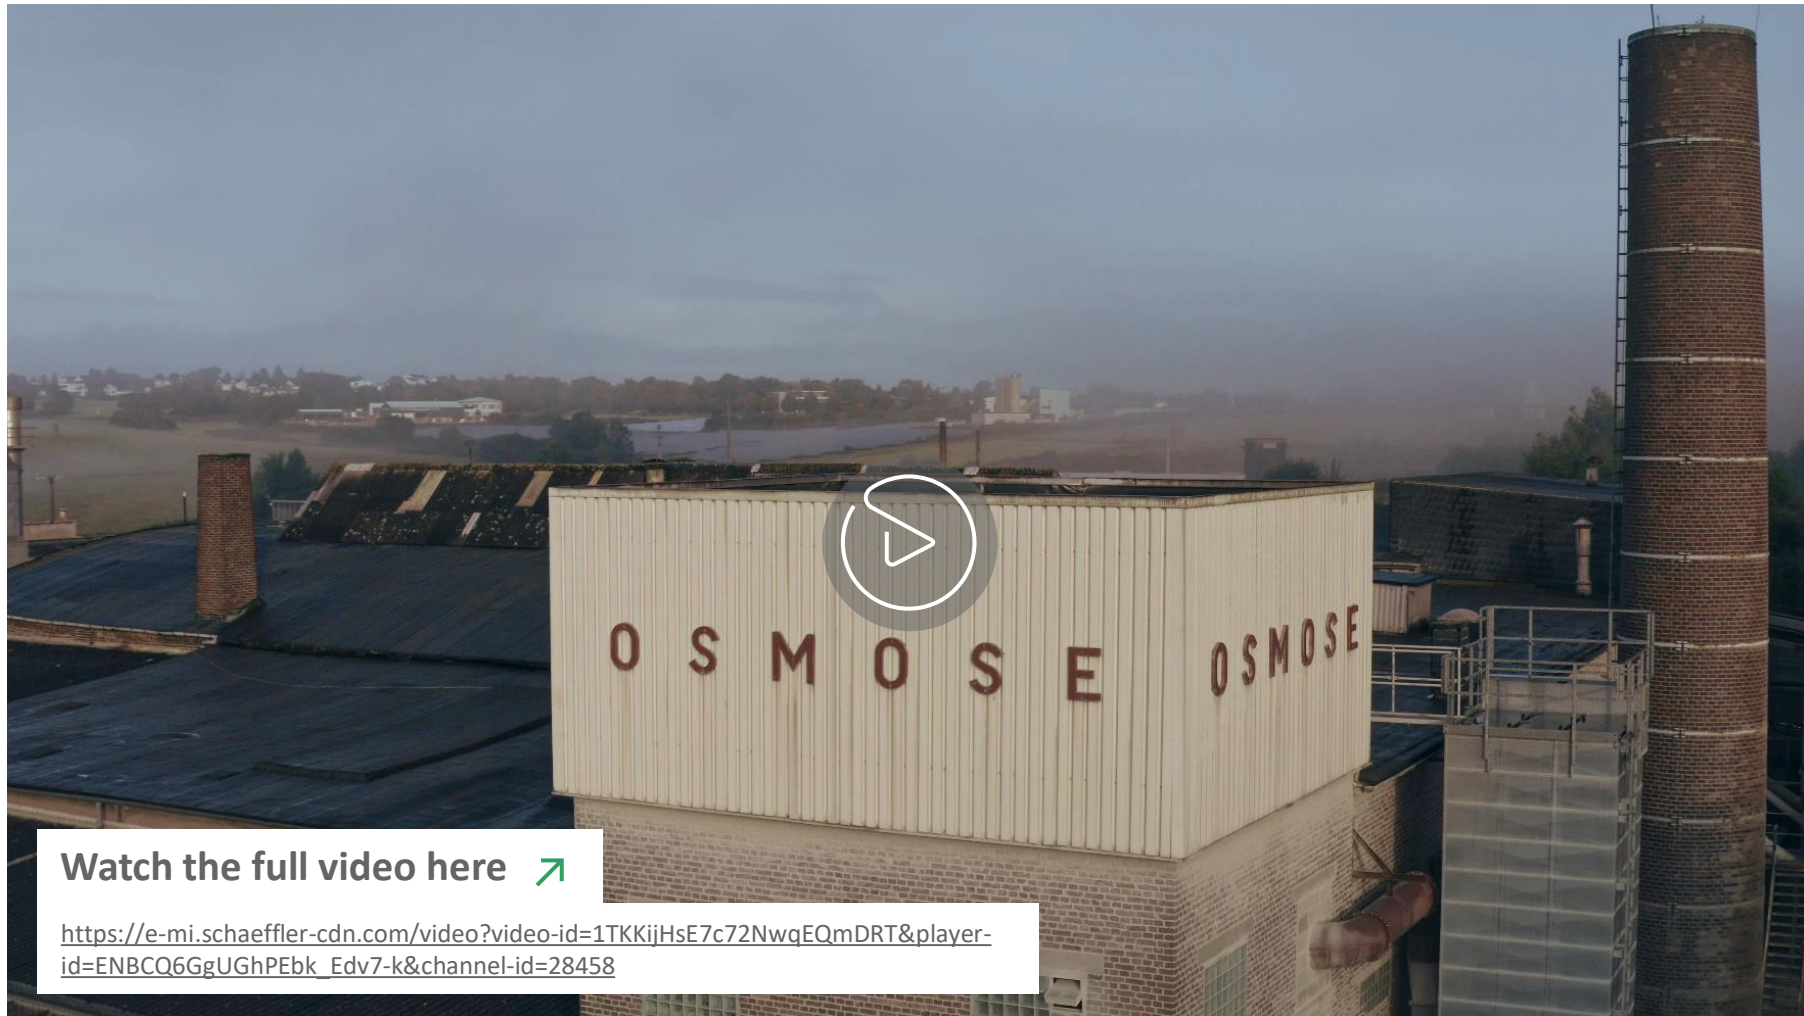 OSMOSE OSMOSE
Watch the full video here
https://e-mi.schaeffler-cdn.com/video?video-id=1TKKijHsE7c72NwqEQmDRT&player-
id=ENBCQ6GgUGhPEbk_Edv7-k&channel-id=28458